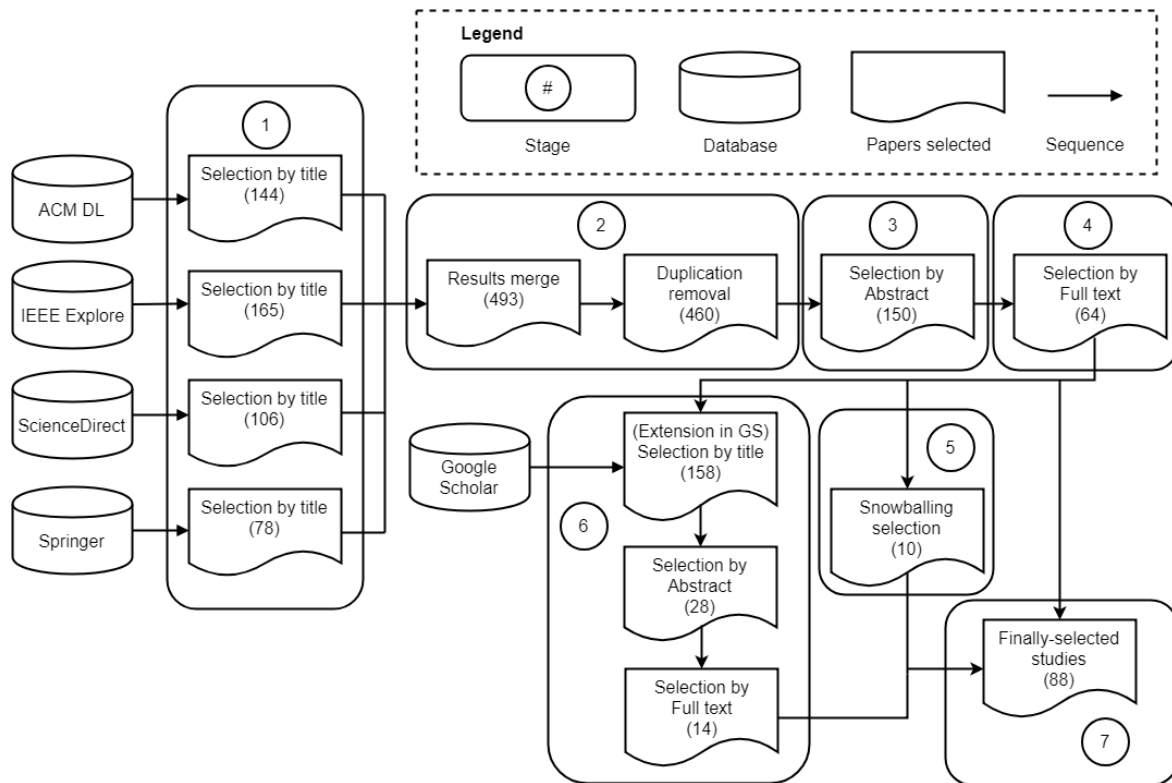 Legend
#
Stage
Database
Papers selected
Sequence
1
ACM DL
Selection by title
(144)
IEEE Explore
Selection by title
(165)
ScienceDirect
Selection by title
(106)
Springer
Selection by title
(78)
2
Results merge
(493)
Duplication
removal
(460)
3
Selection by
Abstract
(150)
4
Selection by
Full text
(64)
Google
Scholar
6
(Extension in GS)
Selection by title
(158)
Selection by
Abstract
(28)
Selection by
Full text
(14)
5
Snowballing
selection
(10)
Finally-selected
studies
(88)
7